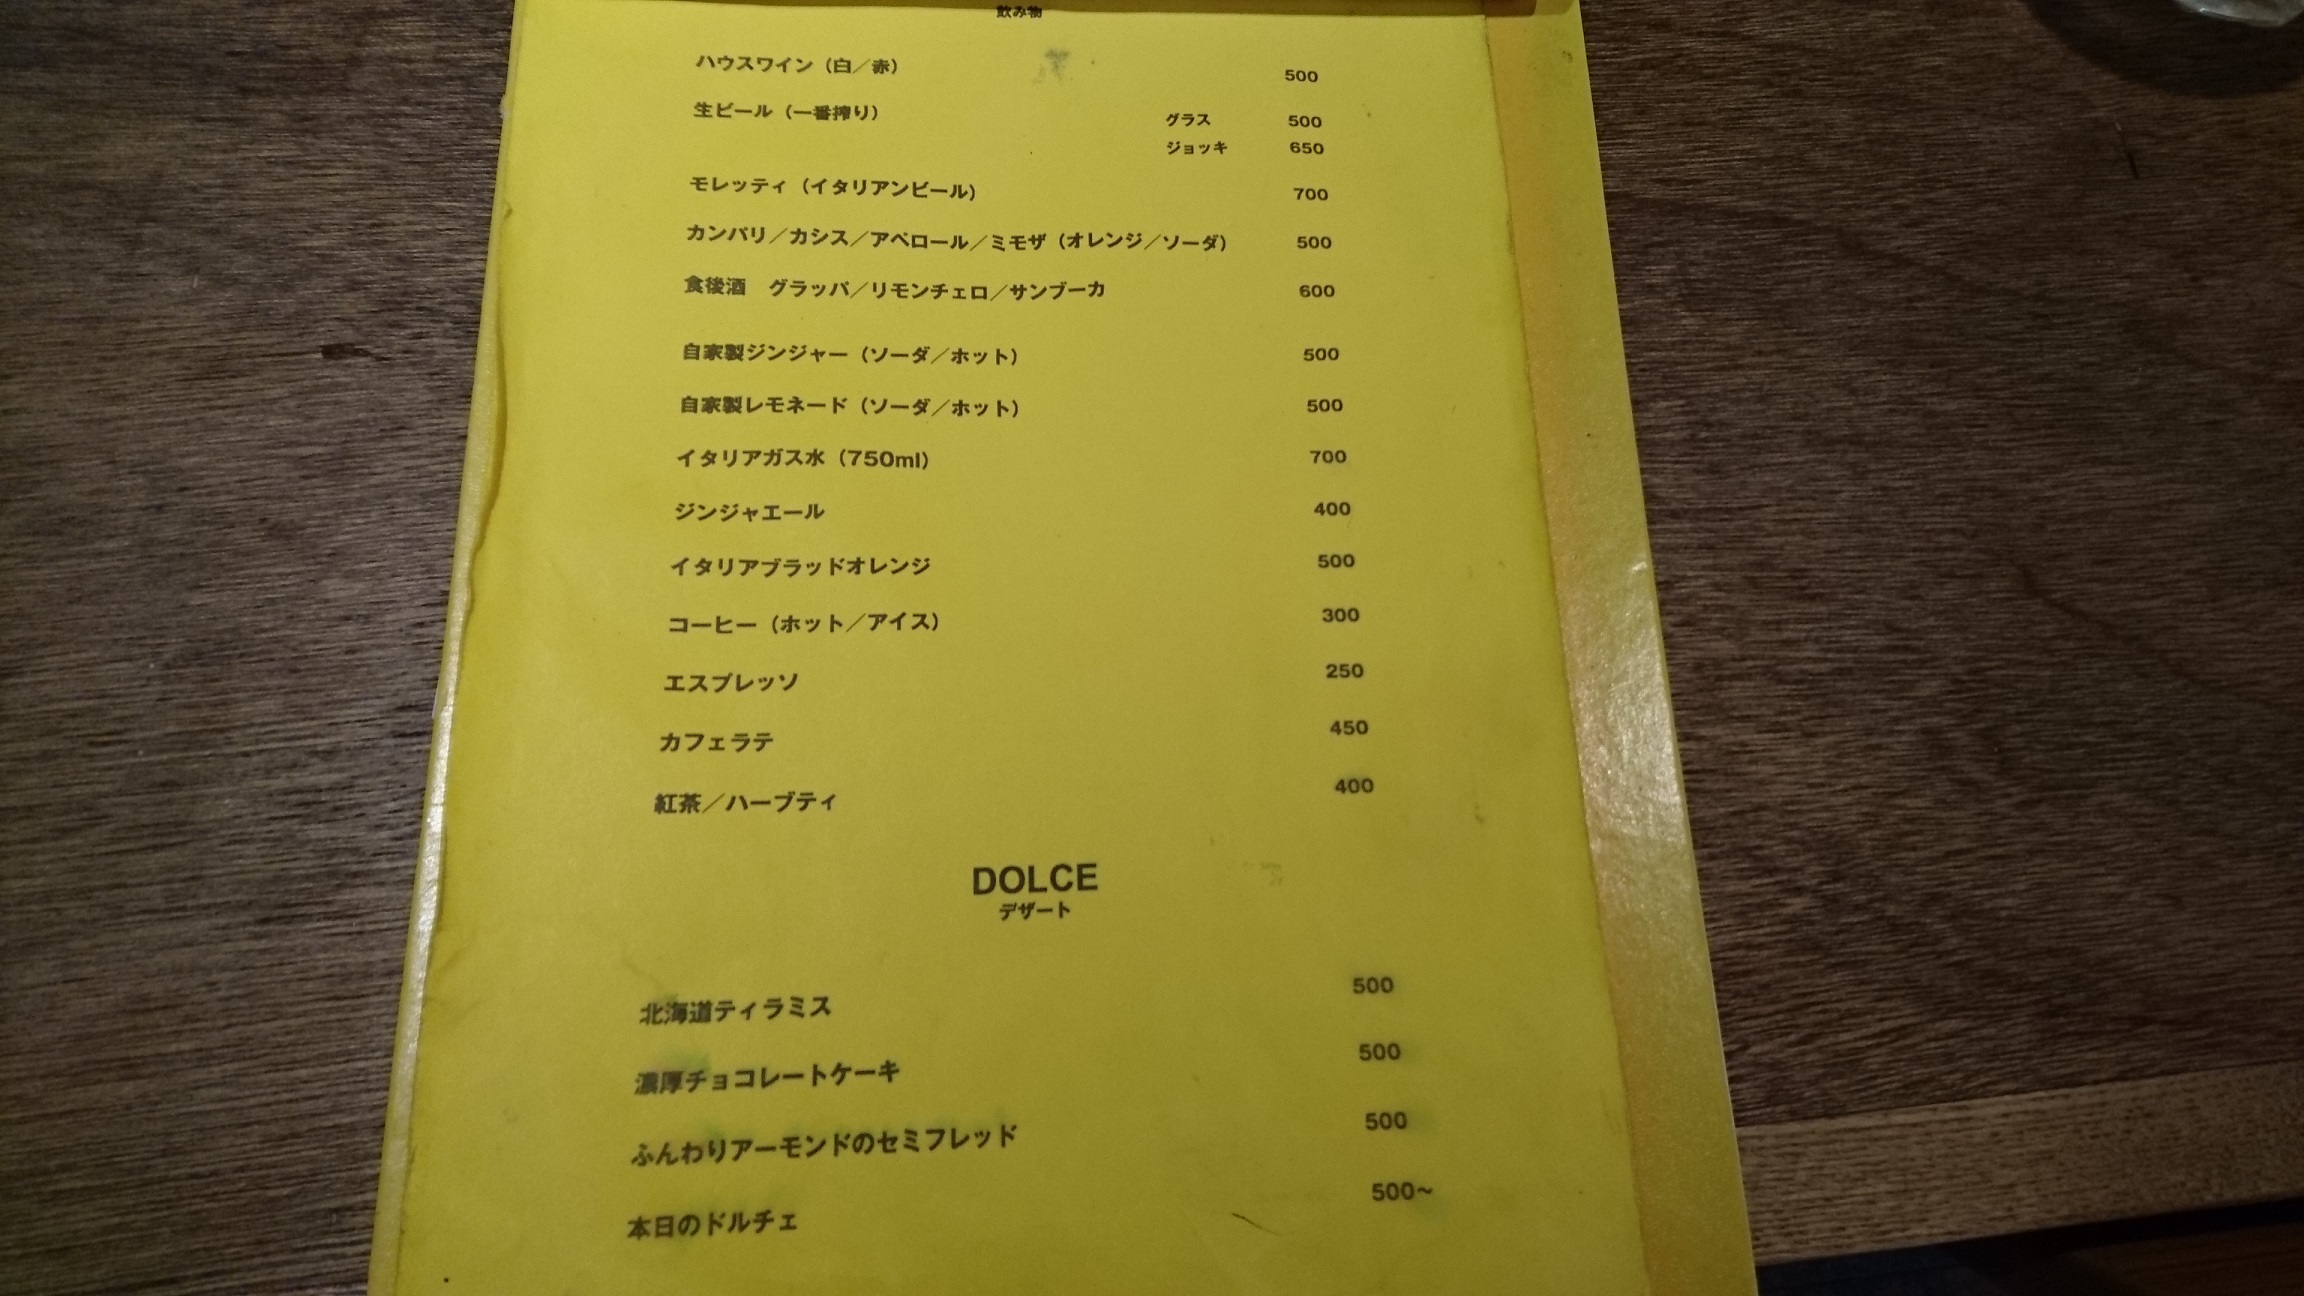 飲み物
ハウスワイン（白／赤） 500
生ビール（一番搾り） グラス 500
ジョッキ 650
モレッティ（イタリアンビール） 700
カンパリ／カシス／アペロール／ミモザ（オレンジ／ソーダ） 500
食後酒　グラッパ／リモンチェロ／サンブーカ 600
自家製ジンジャー（ソーダ／ホット） 500
自家製レモネード（ソーダ／ホット） 500
イタリアガス水（750ml） 700
ジンジャエール 400
イタリアブラッドオレンジ 500
コーヒー（ホット／アイス） 300
エスプレッソ 250
カフェラテ 450
紅茶／ハーブティ 400
DOLCE
デザート
北海道ティラミス 500
濃厚チョコレートケーキ 500
ふんわりアーモンドのセミフレッド 500
本日のドルチェ 500~